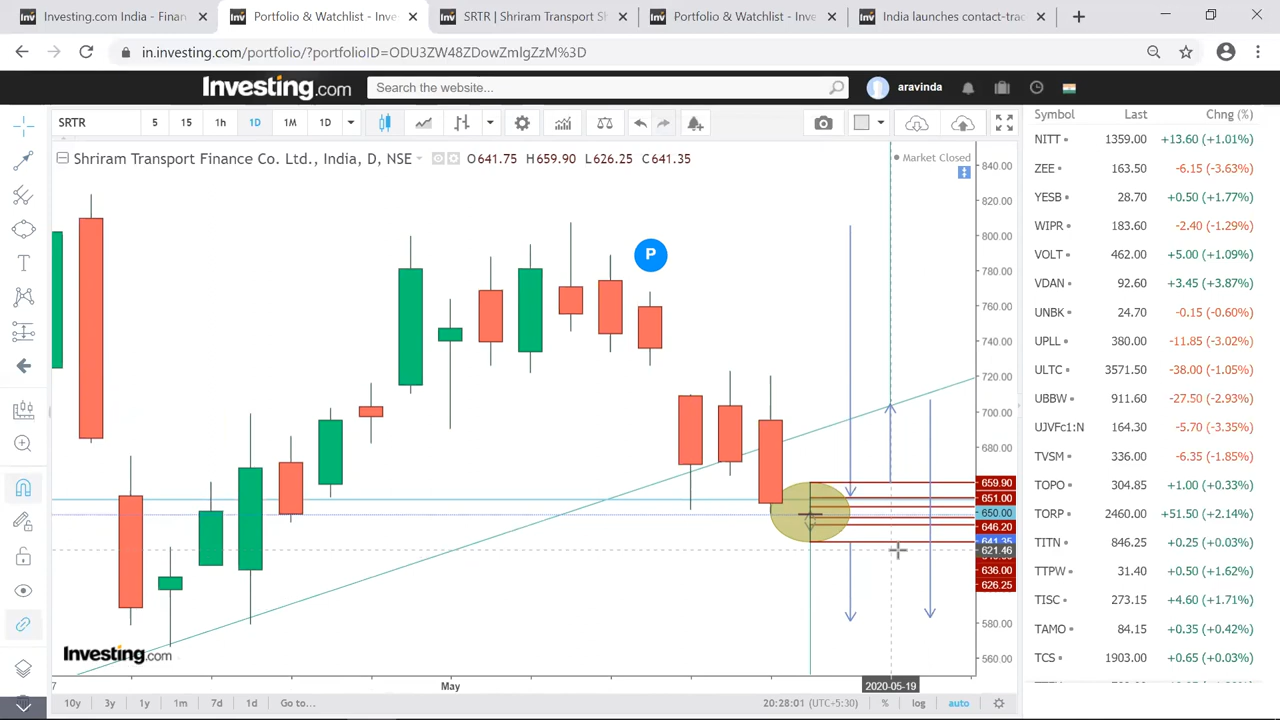 Investing.com India - Finan
Portfolio & Watchlist - Inve
SRTR | Shriram Transport Sh
Portfolio & Watchlist - Inve
India launches contact-trac
in.investing.com/portfolio/?portfolioID=ODU3ZW48ZDowZmlgZzM%3D
Investing.com
Search the website...
aravinda
SRTR 5 15 1h 1D 1M 1D
Shriram Transport Finance Co. Ltd., India, D, NSE O641.75 H659.90 L626.25 C641.35
Market Closed
P
T
840.00
820.00
800.00
780.00
760.00
740.00
720.00
700.00
680.00
659.90
651.00
650.00
646.20
641.35
621.46
636.00
626.25
580.00
560.00
Investing.com
7 May 2020-05-19
10y 3y 1y 1m 7d 1d Go to... 20:28:01 (UTC+5:30) % log auto
Symbol Last Chng (%)
NITT 1359.00 +13.60 (+1.01%)
ZEE 163.50 -6.15 (-3.63%)
YESB 28.70 +0.50 (+1.77%)
WIPR 183.60 -2.40 (-1.29%)
VOLT 462.00 +5.00 (+1.09%)
VDAN 92.60 +3.45 (+3.87%)
UNBK 24.70 -0.15 (-0.60%)
UPLL 380.00 -11.85 (-3.02%)
ULTC 3571.50 -38.00 (-1.05%)
UBBW 911.60 -27.50 (-2.93%)
UJVFc1:N 164.30 -5.70 (-3.35%)
TVSM 336.00 -6.35 (-1.85%)
TOPO 304.85 +1.00 (+0.33%)
TORP 2460.00 +51.50 (+2.14%)
TITN 846.25 +0.25 (+0.03%)
TTPW 31.40 +0.50 (+1.62%)
TISC 273.15 +4.60 (+1.71%)
TAMO 84.15 +0.35 (+0.42%)
TCS 1903.00 +0.65 (+0.03%)